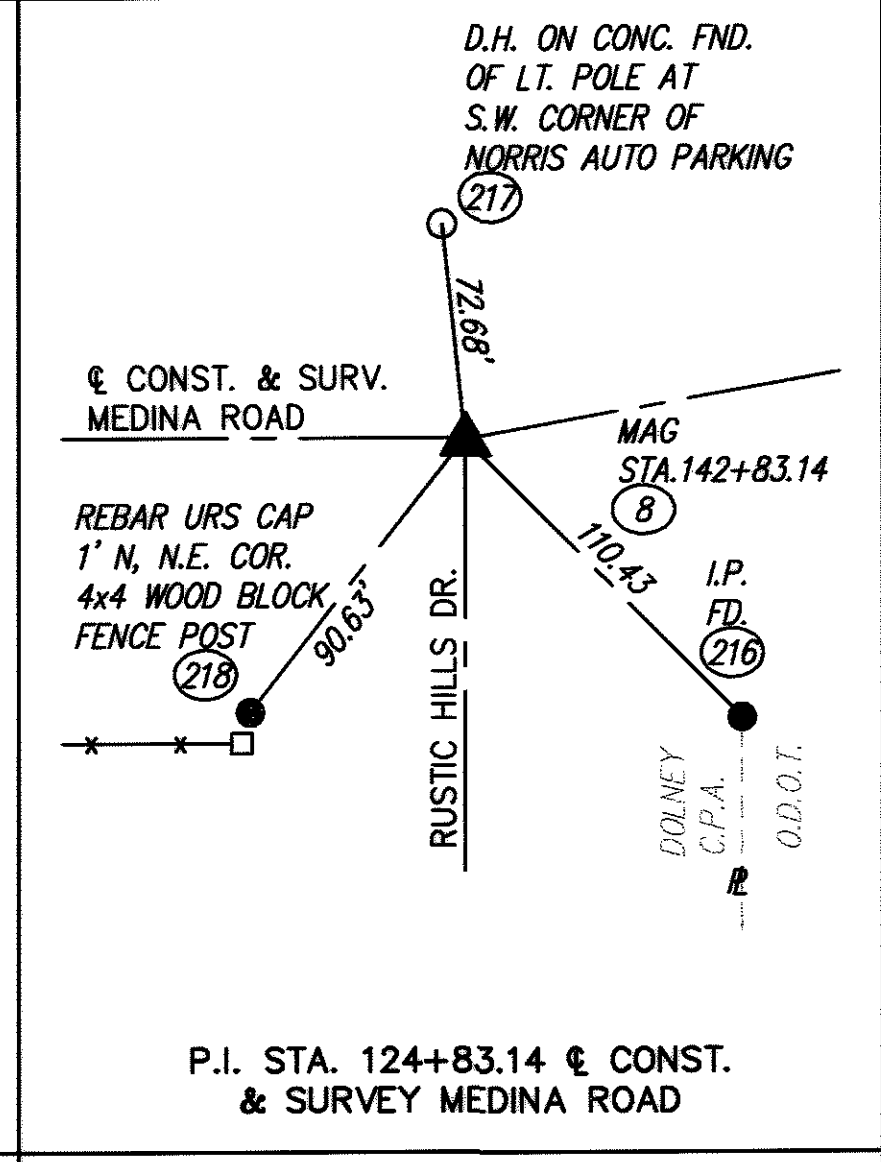 D.H. ON CONC. FND.
OF LT. POLE AT
S.W. CORNER OF
NORRIS AUTO PARKING
217
72.68'
℄ CONST. & SURV.
MEDINA ROAD
MAG
STA.142+83.14
8
REBAR URS CAP
1' N, N.E. COR.
4x4 WOOD BLOCK
FENCE POST
218
90.63'
110.43
I.P.
FD.
216
RUSTIC HILLS DR.
DOLNEY
C.P.A.
O.D.O.T.
PL
P.I. STA. 124+83.14 ℄ CONST.
& SURVEY MEDINA ROAD